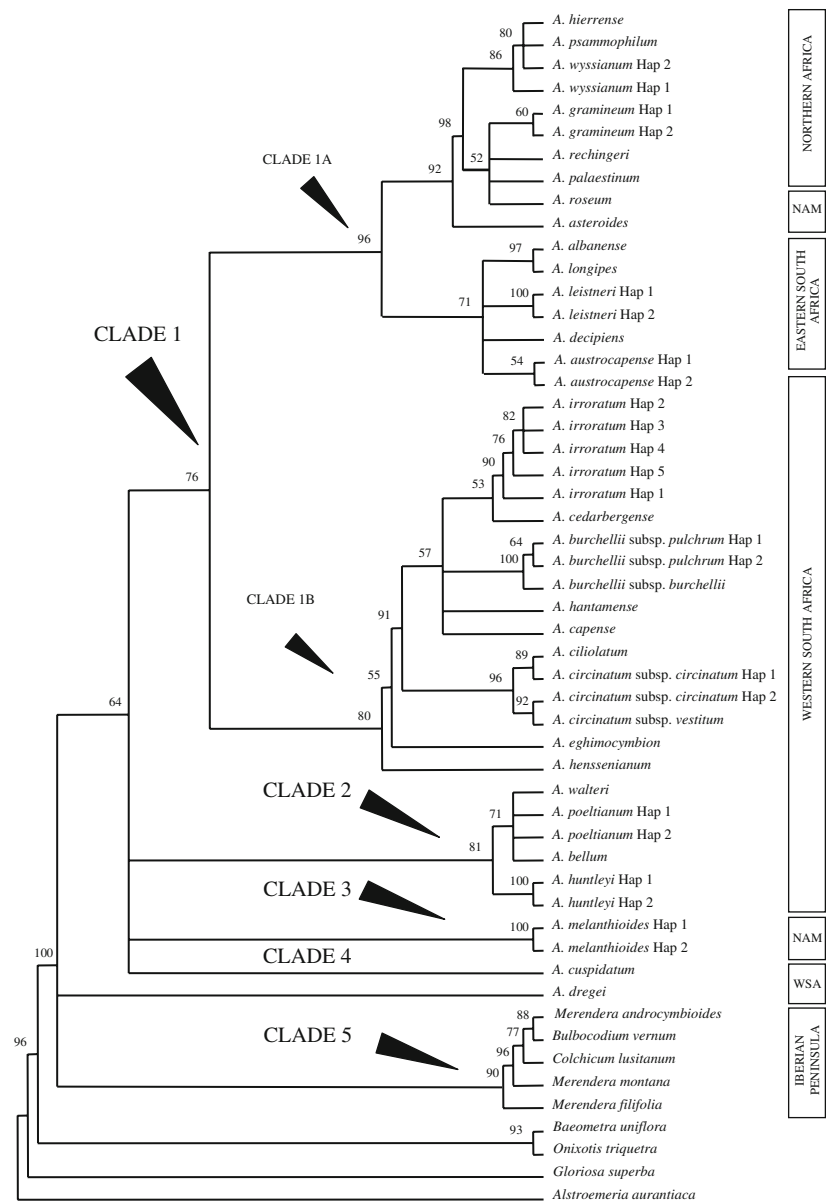 A. hierrense
80
A. psammophilum
86
A. wyssianum Hap 2
A. wyssianum Hap 1
60
A. gramineum Hap 1
98
A. gramineum Hap 2
CLADE 1A
52
A. rechingeri
92
A. palaestinum
NORTHERN AFRICA
A. roseum
NAM
A. asteroides
96
97
A. albanense
A. longipes
100
A. leistneri Hap 1
71
A. leistneri Hap 2
CLADE 1
A. decipiens
EASTERN SOUTH
AFRICA
54
A. austrocapense Hap 1
A. austrocapense Hap 2
A. irroratum Hap 2
82
A. irroratum Hap 3
76
A. irroratum Hap 4
90
A. irroratum Hap 5
76
53
A. irroratum Hap 1
A. cedarbergense
64
A. burchellii subsp. pulchrum Hap 1
57
100
A. burchellii subsp. pulchrum Hap 2
A. burchellii subsp. burchellii
CLADE 1B
91
A. hantamense
A. capense
89
A. ciliolatum
55
96
A. circinatum subsp. circinatum Hap 1
64
92
A. circinatum subsp. circinatum Hap 2
80
A. circinatum subsp. vestitum
A. eghimocymbion
A. henssenianum
WESTERN SOUTH AFRICA
CLADE 2
A. walteri
71
A. poeltianum Hap 1
A. poeltianum Hap 2
81
A. bellum
CLADE 3
100
A. huntleyi Hap 1
A. huntleyi Hap 2
100
A. melanthioides Hap 1
NAM
CLADE 4
A. melanthioides Hap 2
100
A. cuspidatum
WSA
A. dregei
88
Merendera androcymbioides
CLADE 5
77
Bulbocodium vernum
96
96
Colchicum lusitanum
90
Merendera montana
Merendera filifolia
IBERIAN
PENINSULA
93
Baeometra uniflora
Onixotis triquetra
Gloriosa superba
Alstroemeria aurantiaca